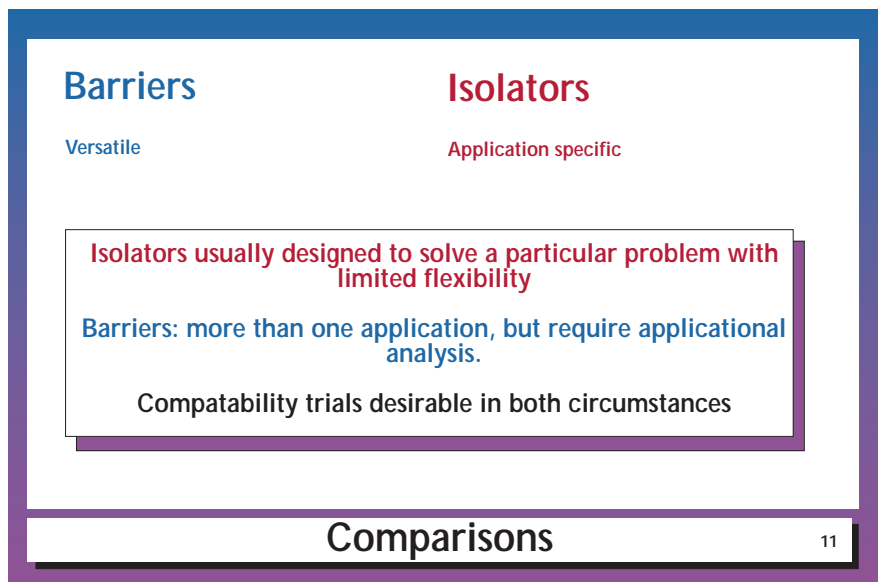 Barriers
Isolators
Versatile
Application specific
Isolators usually designed to solve a particular problem with
limited flexibility
Barriers: more than one application, but require applicational
analysis.
Compatability trials desirable in both circumstances
Comparisons
11